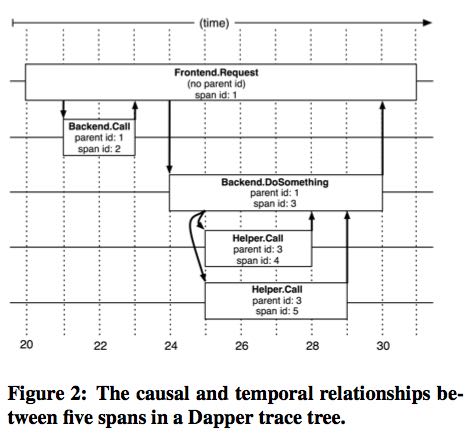 (time)
Frontend.Request
(no parent id)
span id: 1
Backend.Call
parent id: 1
span id: 2
Backend.DoSomething
parent id: 1
span id: 3
Helper.Call
parent id: 3
span id: 4
Helper.Call
parent id: 3
span id: 5
20 22 24 26 28 30
Figure 2: The causal and temporal relationships be-
tween five spans in a Dapper trace tree.